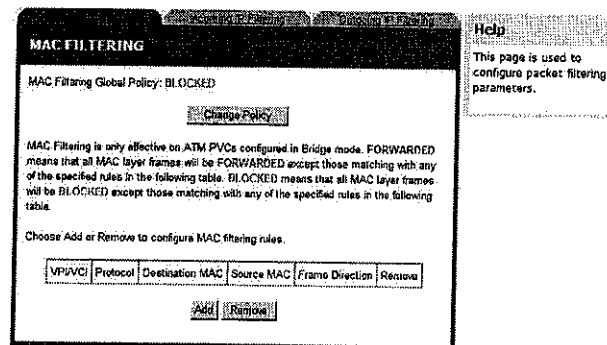 MAC FILTERING
MAC Filtering Global Policy: BLOCKED
Change Policy
MAC Filtering is only effective on ATM PVCs configured in Bridge mode. FORWARDED
means that all MAC layer frames will be FORWARDED except those matching with any
of the specified rules in the following table. BLOCKED means that all MAC layer frames
will be BLOCKED except those matching with any of the specified rules in the following
table.
Choose Add or Remove to configure MAC filtering rules.
VPI/VCI Protocol Destination MAC Source MAC Frame Direction Remove
Add Remove
Help
This page is used to
configure packet filtering
parameters.